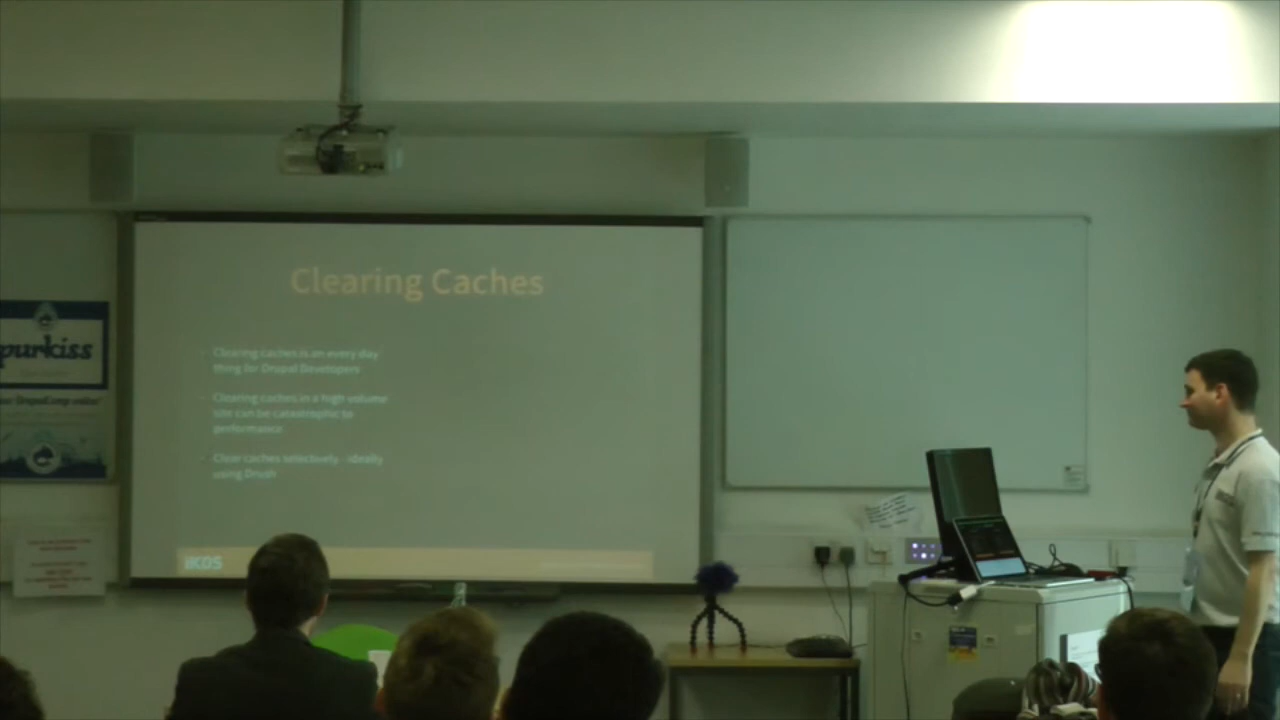 Clearing Caches
- Clearing caches is an every day
thing for Drupal Developers
- Clearing caches in a high volume
site can be catastrophic to
performance
- Clear caches selectively - ideally
using Drush
iKOS
purkiss